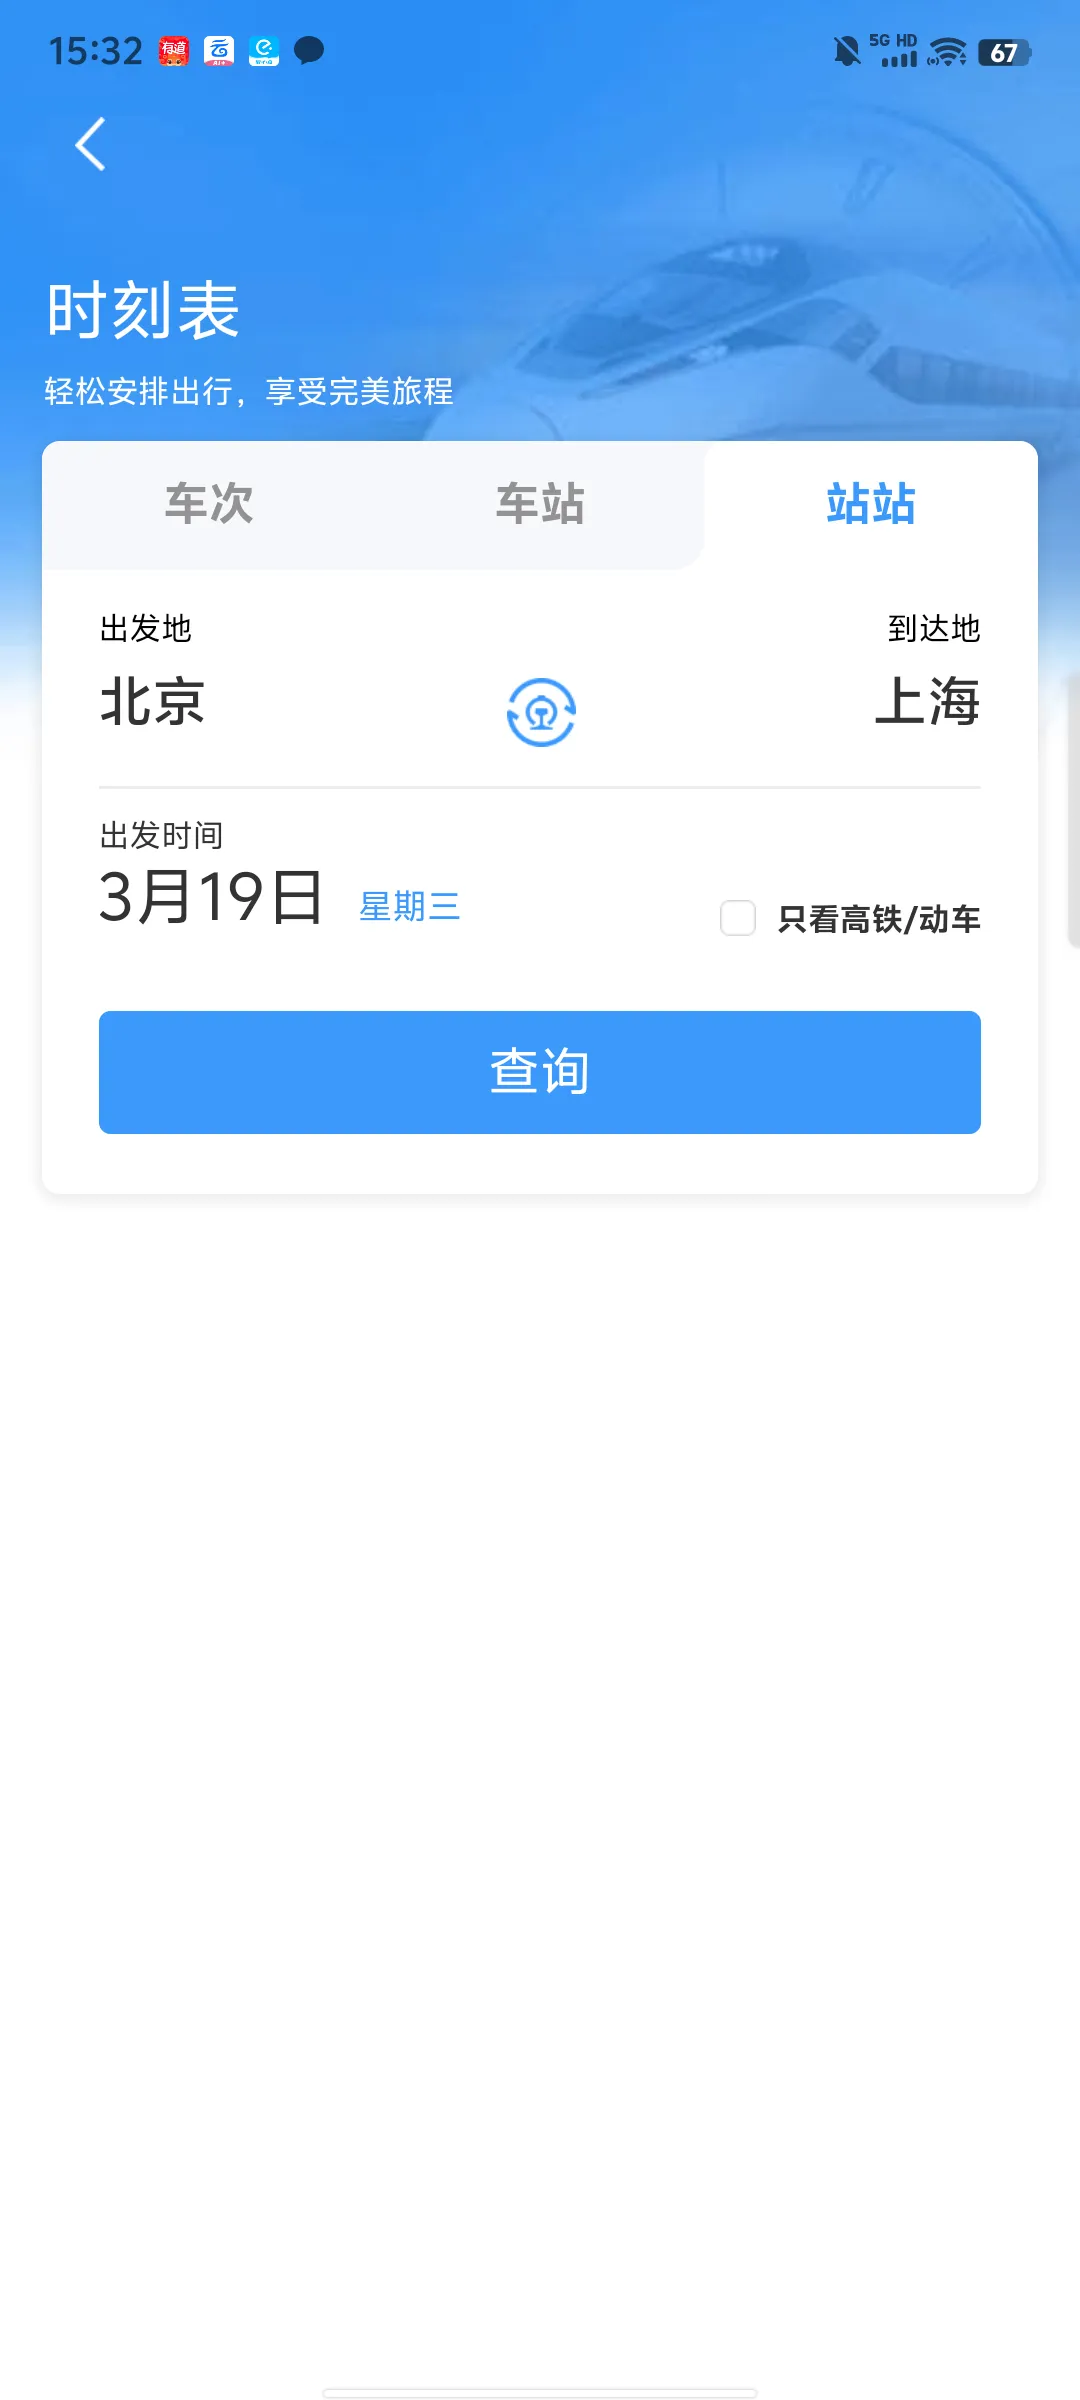 15:32
有道
5G HD
67
时刻表
轻松安排出行，享受完美旅程
车次
车站
站站
出发地
到达地
北京
上海
出发时间
3月19日 星期三
只看高铁/动车
查询